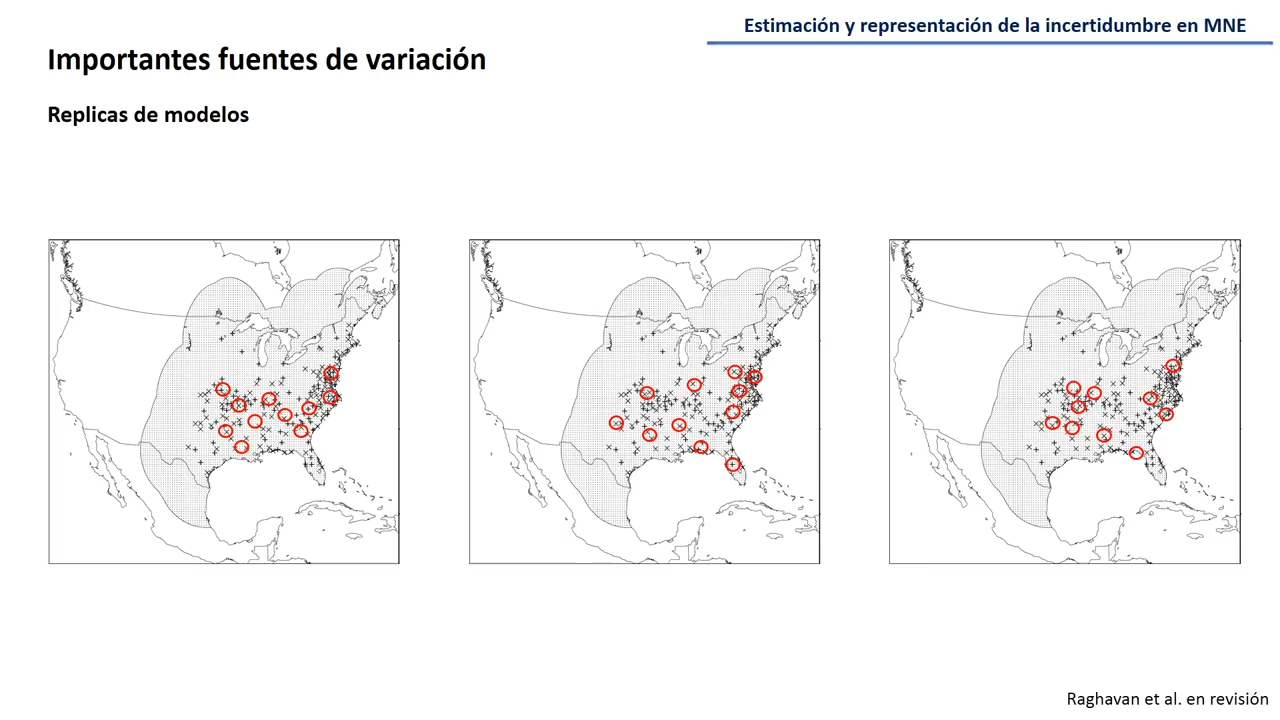 Estimación y representación de la incertidumbre en MNE
Importantes fuentes de variación
Replicas de modelos
Raghavan et al. en revisión